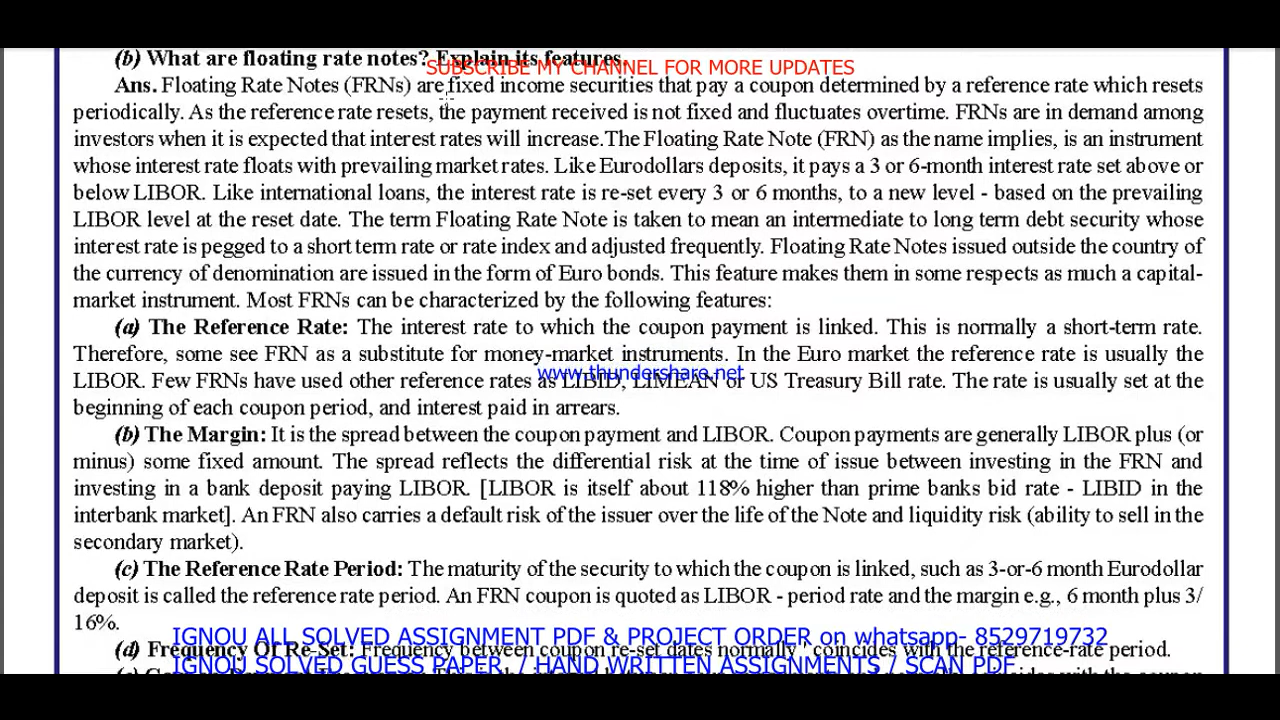 (b) What are floating rate notes? Explain its features.
SUBSCRIBE MY CHANNEL FOR MORE UPDATES
Ans. Floating Rate Notes (FRNs) are fixed income securities that pay a coupon determined by a reference rate which resets
periodically. As the reference rate resets, the payment received is not fixed and fluctuates overtime. FRNs are in demand among
investors when it is expected that interest rates will increase.The Floating Rate Note (FRN) as the name implies, is an instrument
whose interest rate floats with prevailing market rates. Like Eurodollars deposits, it pays a 3 or 6-month interest rate set above or
below LIBOR. Like international loans, the interest rate is re-set every 3 or 6 months, to a new level - based on the prevailing
LIBOR level at the reset date. The term Floating Rate Note is taken to mean an intermediate to long term debt security whose
interest rate is pegged to a short term rate or rate index and adjusted frequently. Floating Rate Notes issued outside the country of
the currency of denomination are issued in the form of Euro bonds. This feature makes them in some respects as much a capital-
market instrument. Most FRNs can be characterized by the following features:
(a) The Reference Rate: The interest rate to which the coupon payment is linked. This is normally a short-term rate.
Therefore, some see FRN as a substitute for money-market instruments. In the Euro market the reference rate is usually the
www.thundershare.net
LIBOR. Few FRNs have used other reference rates as LIBID, LIMEAN or US Treasury Bill rate. The rate is usually set at the
beginning of each coupon period, and interest paid in arrears.
(b) The Margin: It is the spread between the coupon payment and LIBOR. Coupon payments are generally LIBOR plus (or
minus) some fixed amount. The spread reflects the differential risk at the time of issue between investing in the FRN and
investing in a bank deposit paying LIBOR. [LIBOR is itself about 118% higher than prime banks bid rate - LIBID in the
interbank market]. An FRN also carries a default risk of the issuer over the life of the Note and liquidity risk (ability to sell in the
secondary market).
(c) The Reference Rate Period: The maturity of the security to which the coupon is linked, such as 3-or-6 month Eurodollar
deposit is called the reference rate period. An FRN coupon is quoted as LIBOR - period rate and the margin e.g., 6 month plus 3/
16%.
IGNOU ALL SOLVED ASSIGNMENT PDF & PROJECT ORDER on whatsapp- 8529719732
(d) Frequency Of Re-Set: Frequency between coupon re-set dates normally' coincides with the reference-rate period.
IGNOU SOLVED GUESS PAPER / HAND WRITTEN ASSIGNMENTS / SCAN PDF